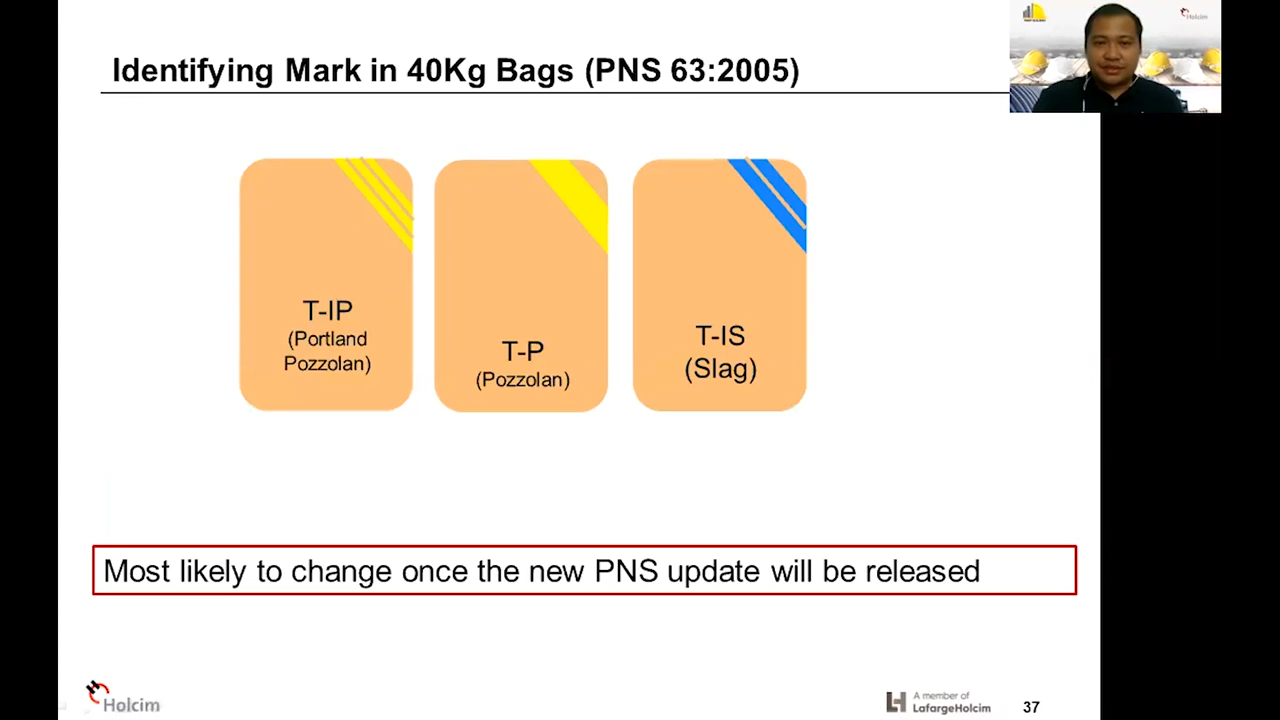 Identifying Mark in 40Kg Bags (PNS 63:2005)
Holcim
T-IP
(Portland
Pozzolan)
T-P
(Pozzolan)
T-IS
(Slag)
Most likely to change once the new PNS update will be released
Holcim
A member of
LafargeHolcim
37